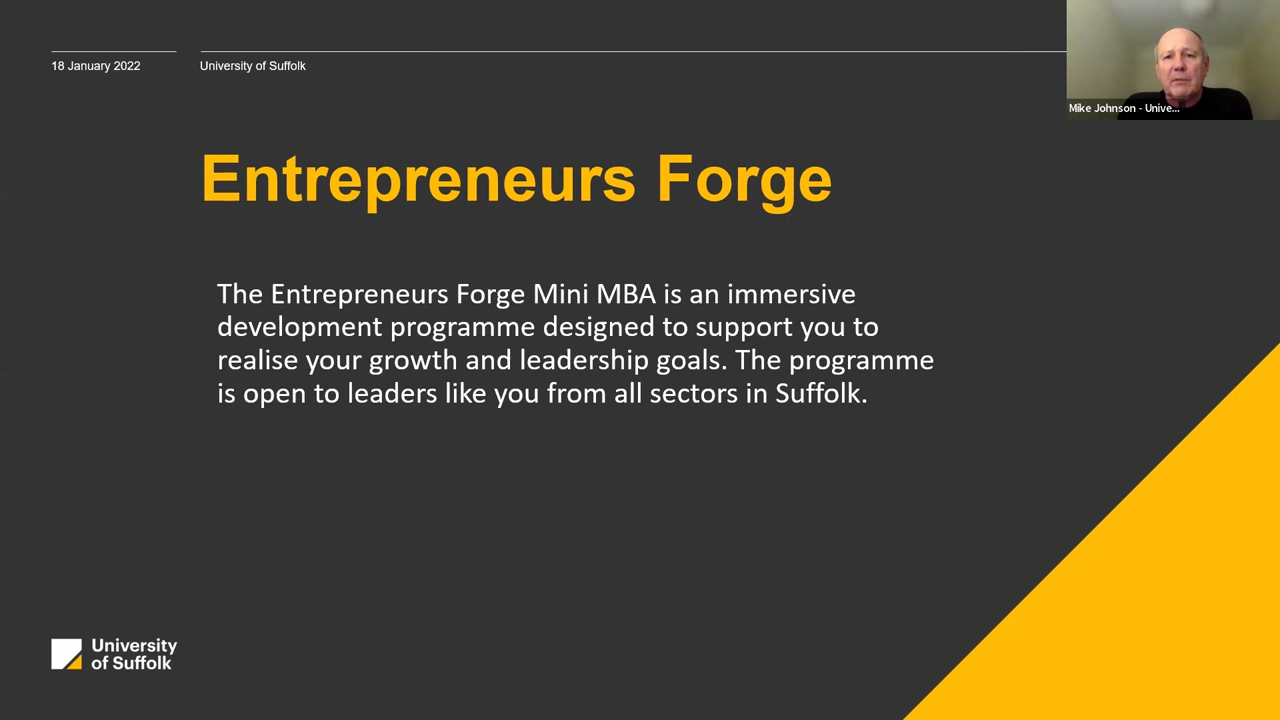 18 January 2022
University of Suffolk
Mike Johnson - Unive...
Entrepreneurs Forge
The Entrepreneurs Forge Mini MBA is an immersive
development programme designed to support you to
realise your growth and leadership goals. The programme
is open to leaders like you from all sectors in Suffolk.
University
of Suffolk